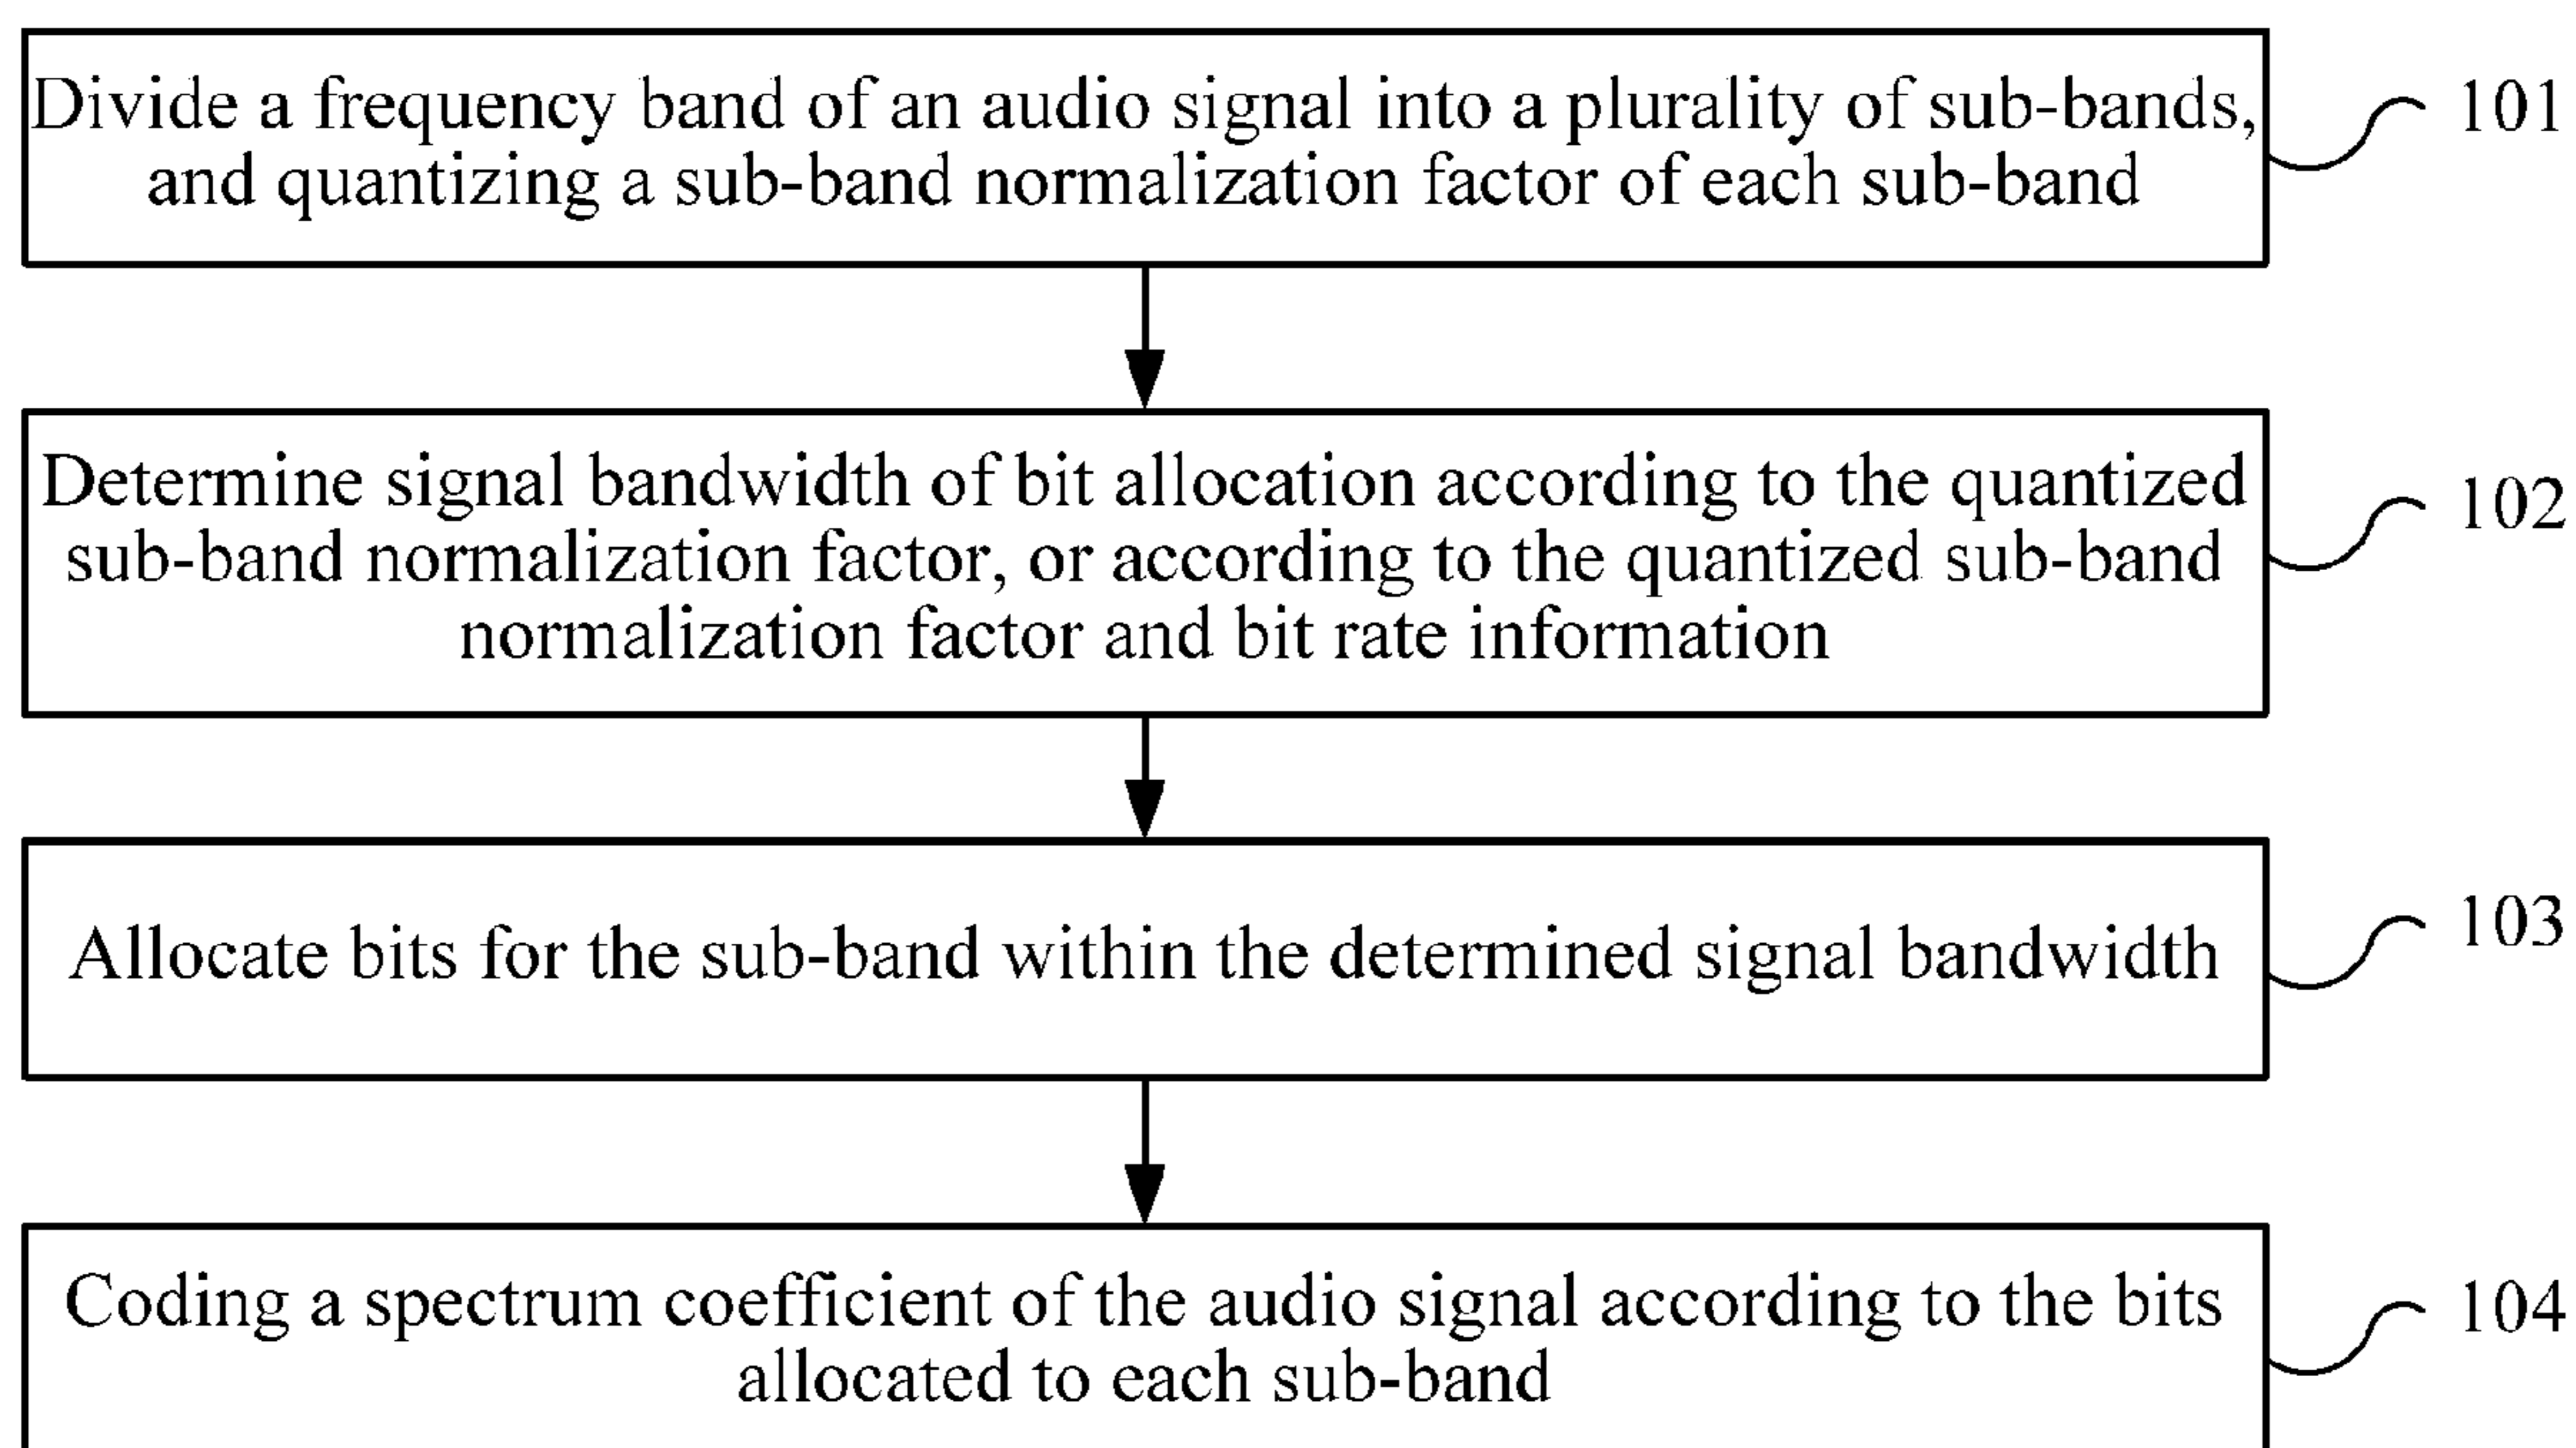 Divide a frequency band of an audio signal into a plurality of sub-bands,
and quantizing a sub-band normalization factor of each sub-band
101
Determine signal bandwidth of bit allocation according to the quantized
sub-band normalization factor, or according to the quantized sub-band
normalization factor and bit rate information
102
Allocate bits for the sub-band within the determined signal bandwidth
103
Coding a spectrum coefficient of the audio signal according to the bits
allocated to each sub-band
104